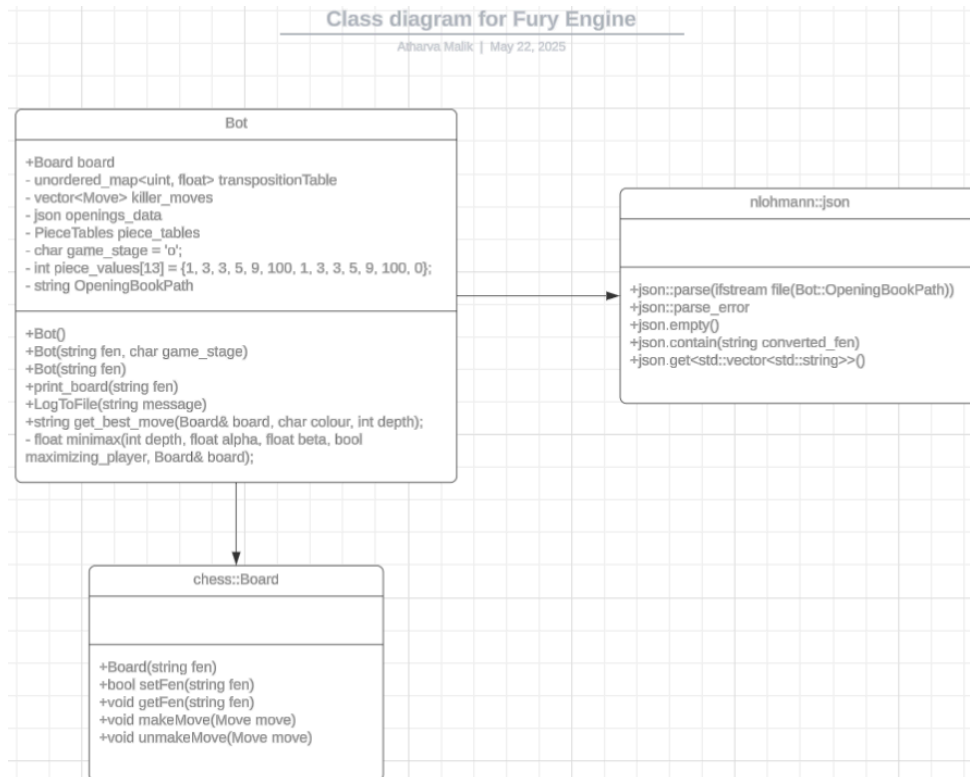 Class diagram for Fury Engine
Atharva Malik | May 22, 2025
Bot
+Board board
- unordered_map<uint, float> transpositionTable
- vector<Move> killer_moves
- json openings_data
- PieceTables piece_tables
- char game_stage = 'o';
- int piece_values[13] = {1, 3, 3, 5, 9, 100, 1, 3, 3, 5, 9, 100, 0};
- string OpeningBookPath
+Bot()
+Bot(string fen, char game_stage)
+Bot(string fen)
+print_board(string fen)
+LogToFile(string message)
+string get_best_move(Board& board, char colour, int depth);
- float minimax(int depth, float alpha, float beta, bool
maximizing_player, Board& board);
nlohmann::json
+json::parse(ifstream file(Bot::OpeningBookPath))
+json::parse_error
+json.empty()
+json.contain(string converted_fen)
+json.get<std::vector<std::string>>()
chess::Board
+Board(string fen)
+bool setFen(string fen)
+void getFen(string fen)
+void makeMove(Move move)
+void unmakeMove(Move move)